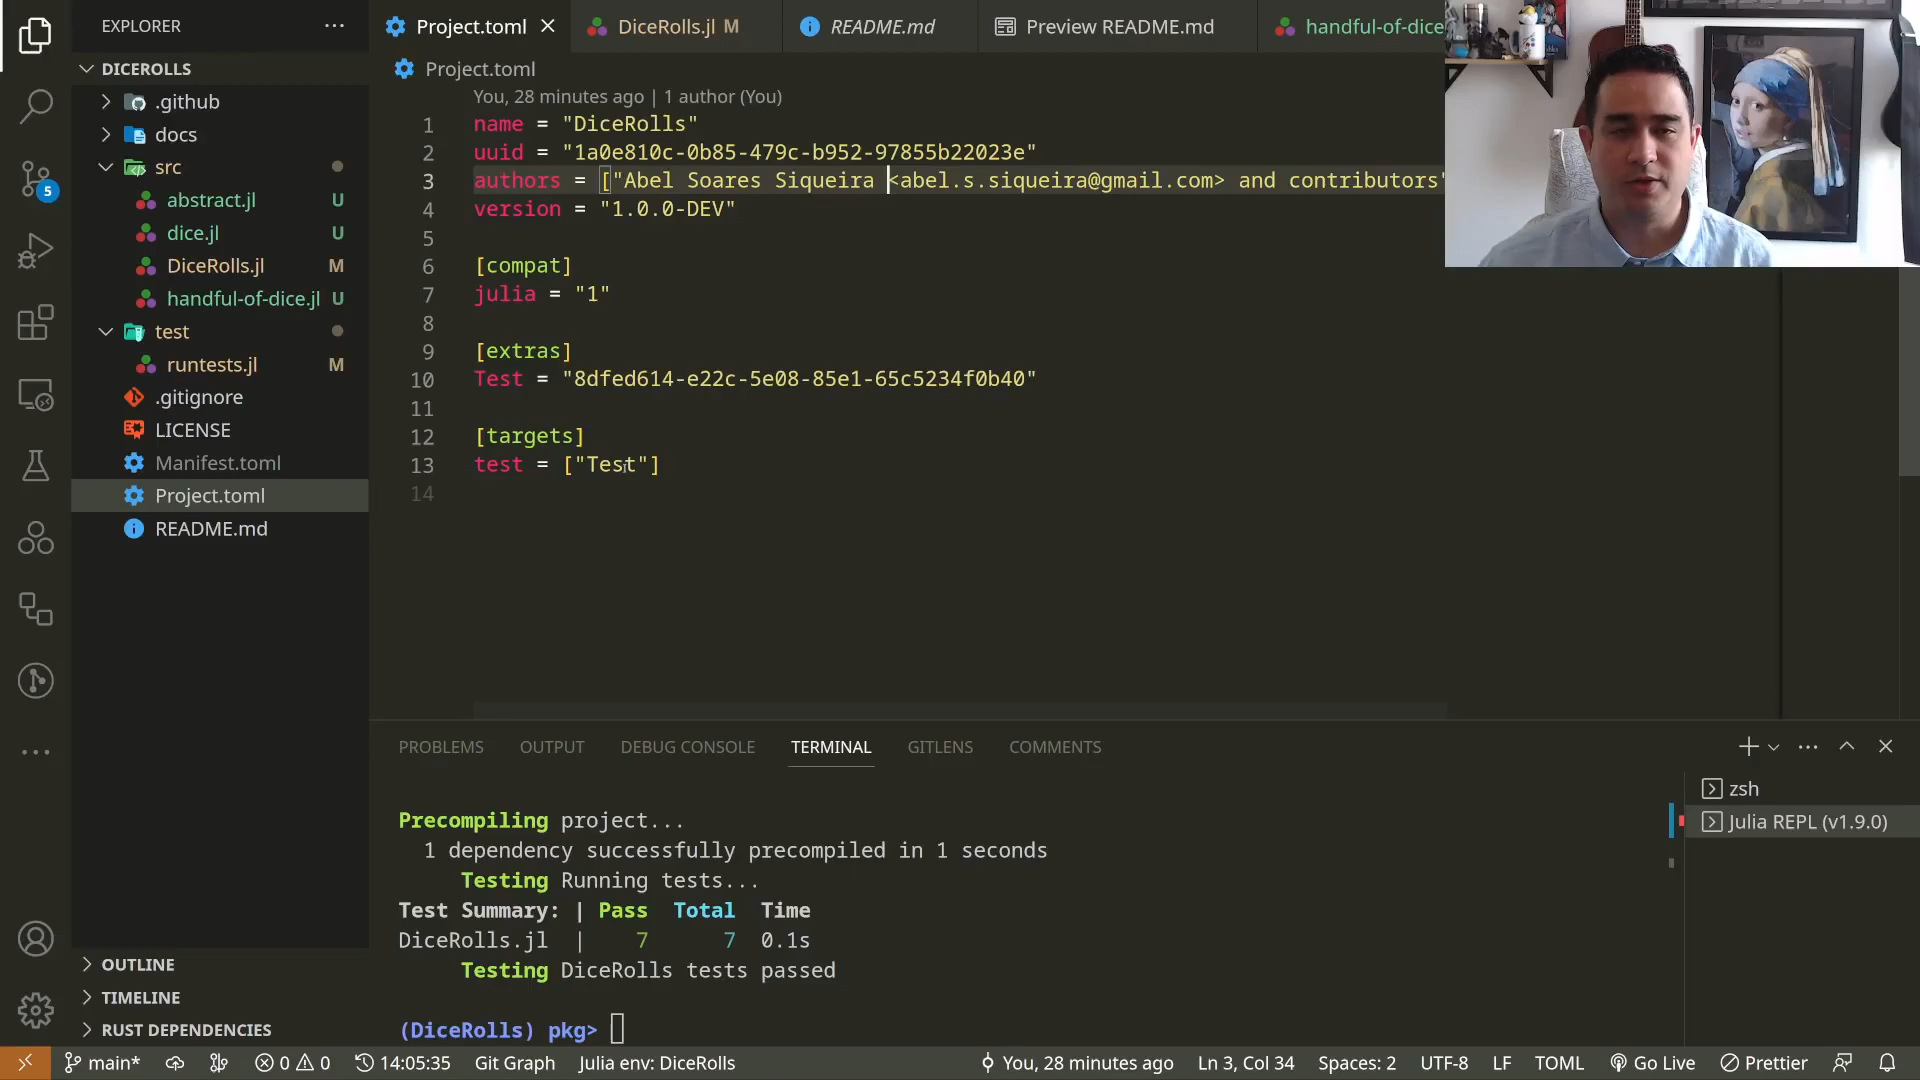 EXPLORER
DICEROLLS
.github
docs
src
abstract.jl U
dice.jl U
DiceRolls.jl M
handful-of-dice.jl U
test
runtests.jl M
.gitignore
LICENSE
Manifest.toml
Project.toml
README.md
OUTLINE
TIMELINE
RUST DEPENDENCIES
5
Project.toml
DiceRolls.jl M
README.md
Preview README.md
handful-of-dice
Project.toml
You, 28 minutes ago | 1 author (You)
1 name = "DiceRolls"
2 uuid = "1a0e810c-0b85-479c-b952-97855b22023e"
3 authors = ["Abel Soares Siqueira <abel.s.siqueira@gmail.com> and contributors"
4 version = "1.0.0-DEV"
5
6 [compat]
7 julia = "1"
8
9 [extras]
10 Test = "8dfed614-e22c-5e08-85e1-65c5234f0b40"
11
12 [targets]
13 test = ["Test"]
14
PROBLEMS OUTPUT DEBUG CONSOLE TERMINAL GITLENS COMMENTS
Precompiling project...
1 dependency successfully precompiled in 1 seconds
Testing Running tests...
Test Summary: | Pass Total Time
DiceRolls.jl | 7 7 0.1s
Testing DiceRolls tests passed
(DiceRolls) pkg>
zsh
Julia REPL (v1.9.0)
main* 0 0 14:05:35 Git Graph Julia env: DiceRolls You, 28 minutes ago Ln 3, Col 34 Spaces: 2 UTF-8 LF TOML Go Live Prettier